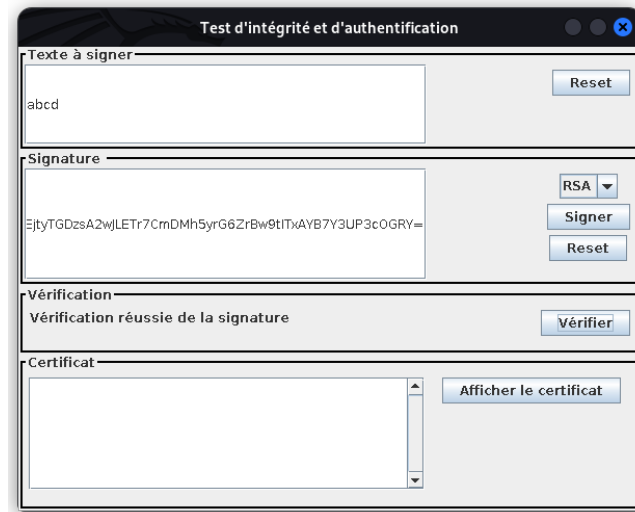 Test d'intégrité et d'authentification
Texte à signer
Reset
abcd
Signature
RSA
EjtyTGDzsA2wJLETr7CmDMh5yrG6ZrBw9tITxAYB7Y3UP3cOGRY=
Signer
Reset
Vérification
Vérification réussie de la signature
Vérifier
Certificat
Afficher le certificat